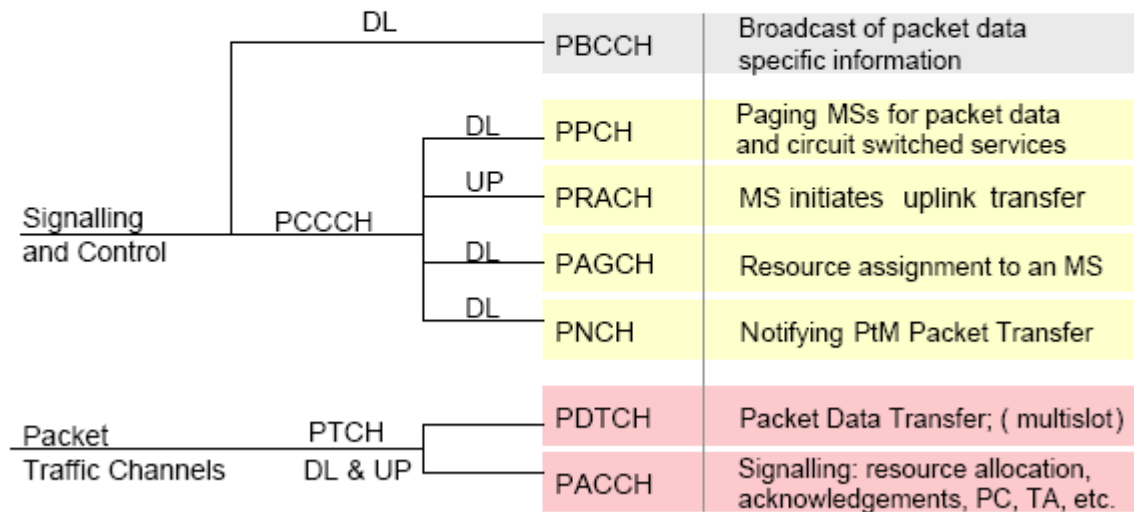 DL
PBCCH
Broadcast of packet data
specific information
Signalling
and Control
PCCCH
DL
PPCH
Paging MSs for packet data
and circuit switched services
UP
PRACH
MS initiates uplink transfer
DL
PAGCH
Resource assignment to an MS
DL
PNCH
Notifying PtM Packet Transfer
Packet
Traffic Channels
PTCH
DL & UP
PDTCH
Packet Data Transfer; ( multislot)
PACCH
Signalling: resource allocation,
acknowledgements, PC, TA, etc.